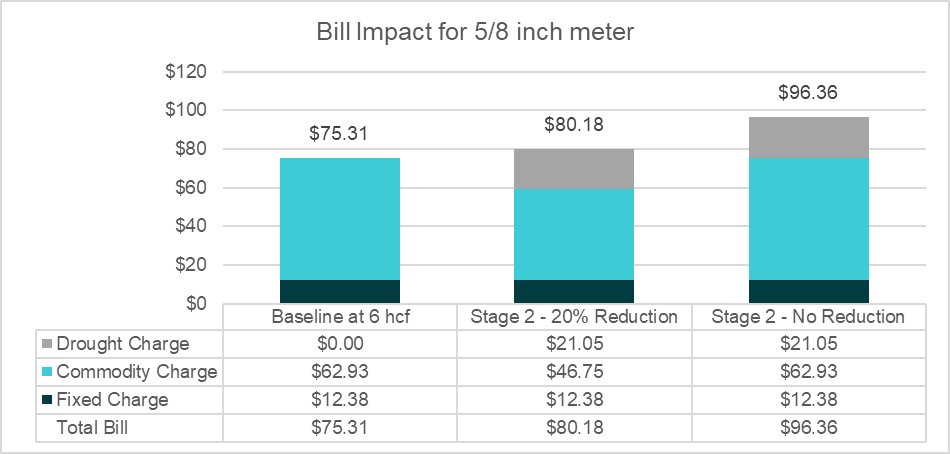 Bill Impact for 5/8 inch meter
$120
$100
$80
$60
$40
$20
$0
$75.31
$80.18
$96.36
Baseline at 6 hcf Stage 2 - 20% Reduction Stage 2 - No Reduction
Drought Charge $0.00 $21.05 $21.05
Commodity Charge $62.93 $46.75 $62.93
Fixed Charge $12.38 $12.38 $12.38
Total Bill $75.31 $80.18 $96.36